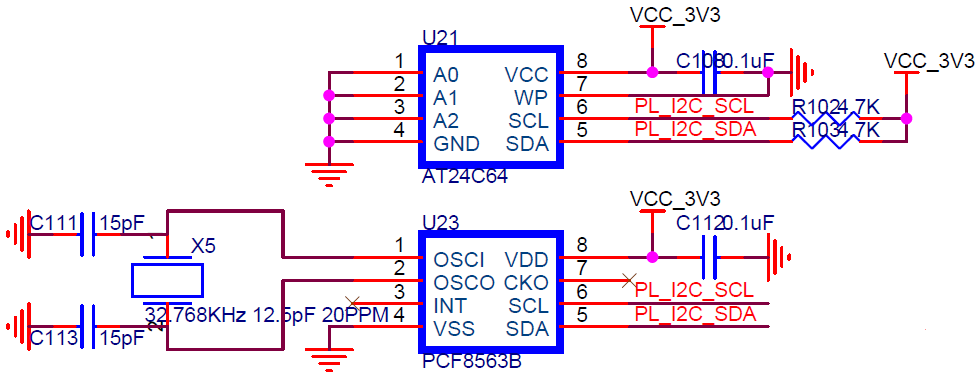 VCC_3V3
U21
1 A0 VCC 8 C108 0.1uF VCC_3V3
2 A1 WP 7
3 A2 SCL 6 PL_I2C_SCL R102 4.7K
4 GND SDA 5 PL_I2C_SDA R103 4.7K
AT24C64
VCC_3V3
C111 15pF U23 C112 0.1uF
1 X5
1 OSCI VDD 8
2 OSCO CKO 7
3 INT SCL 6 PL_I2C_SCL
32.768KHz 12.5pF 20PPM
2
4 VSS SDA 5 PL_I2C_SDA
C113 15pF
PCF8563B